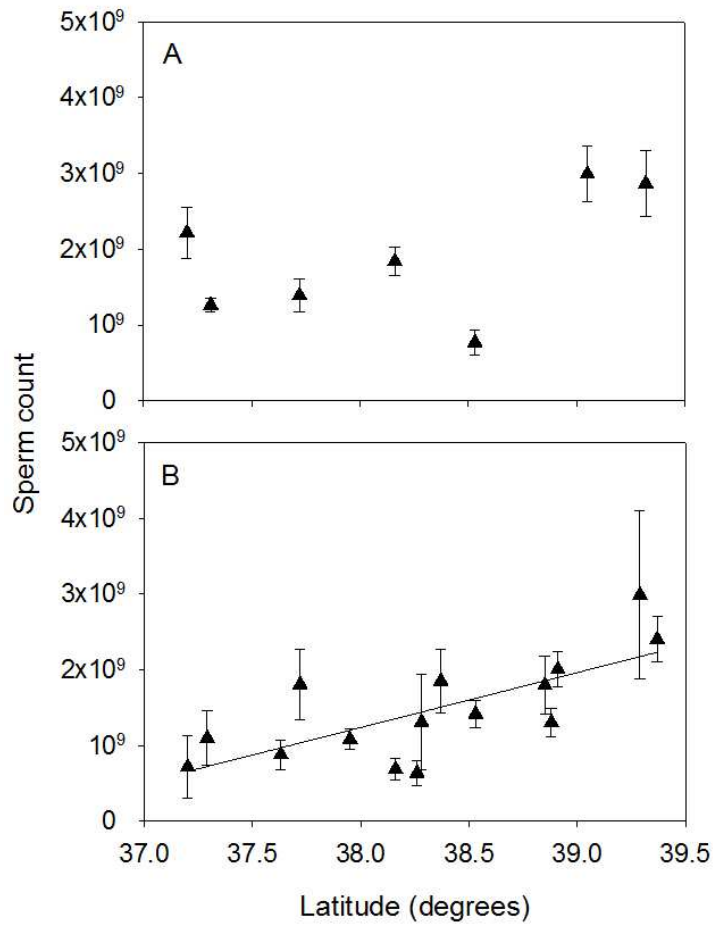 5x10⁹
A
4x10⁹
3x10⁹
2x10⁹
10⁹
0
Sperm count
5x10⁹
B
4x10⁹
3x10⁹
2x10⁹
10⁹
0
37.0 37.5 38.0 38.5 39.0 39.5
Latitude (degrees)